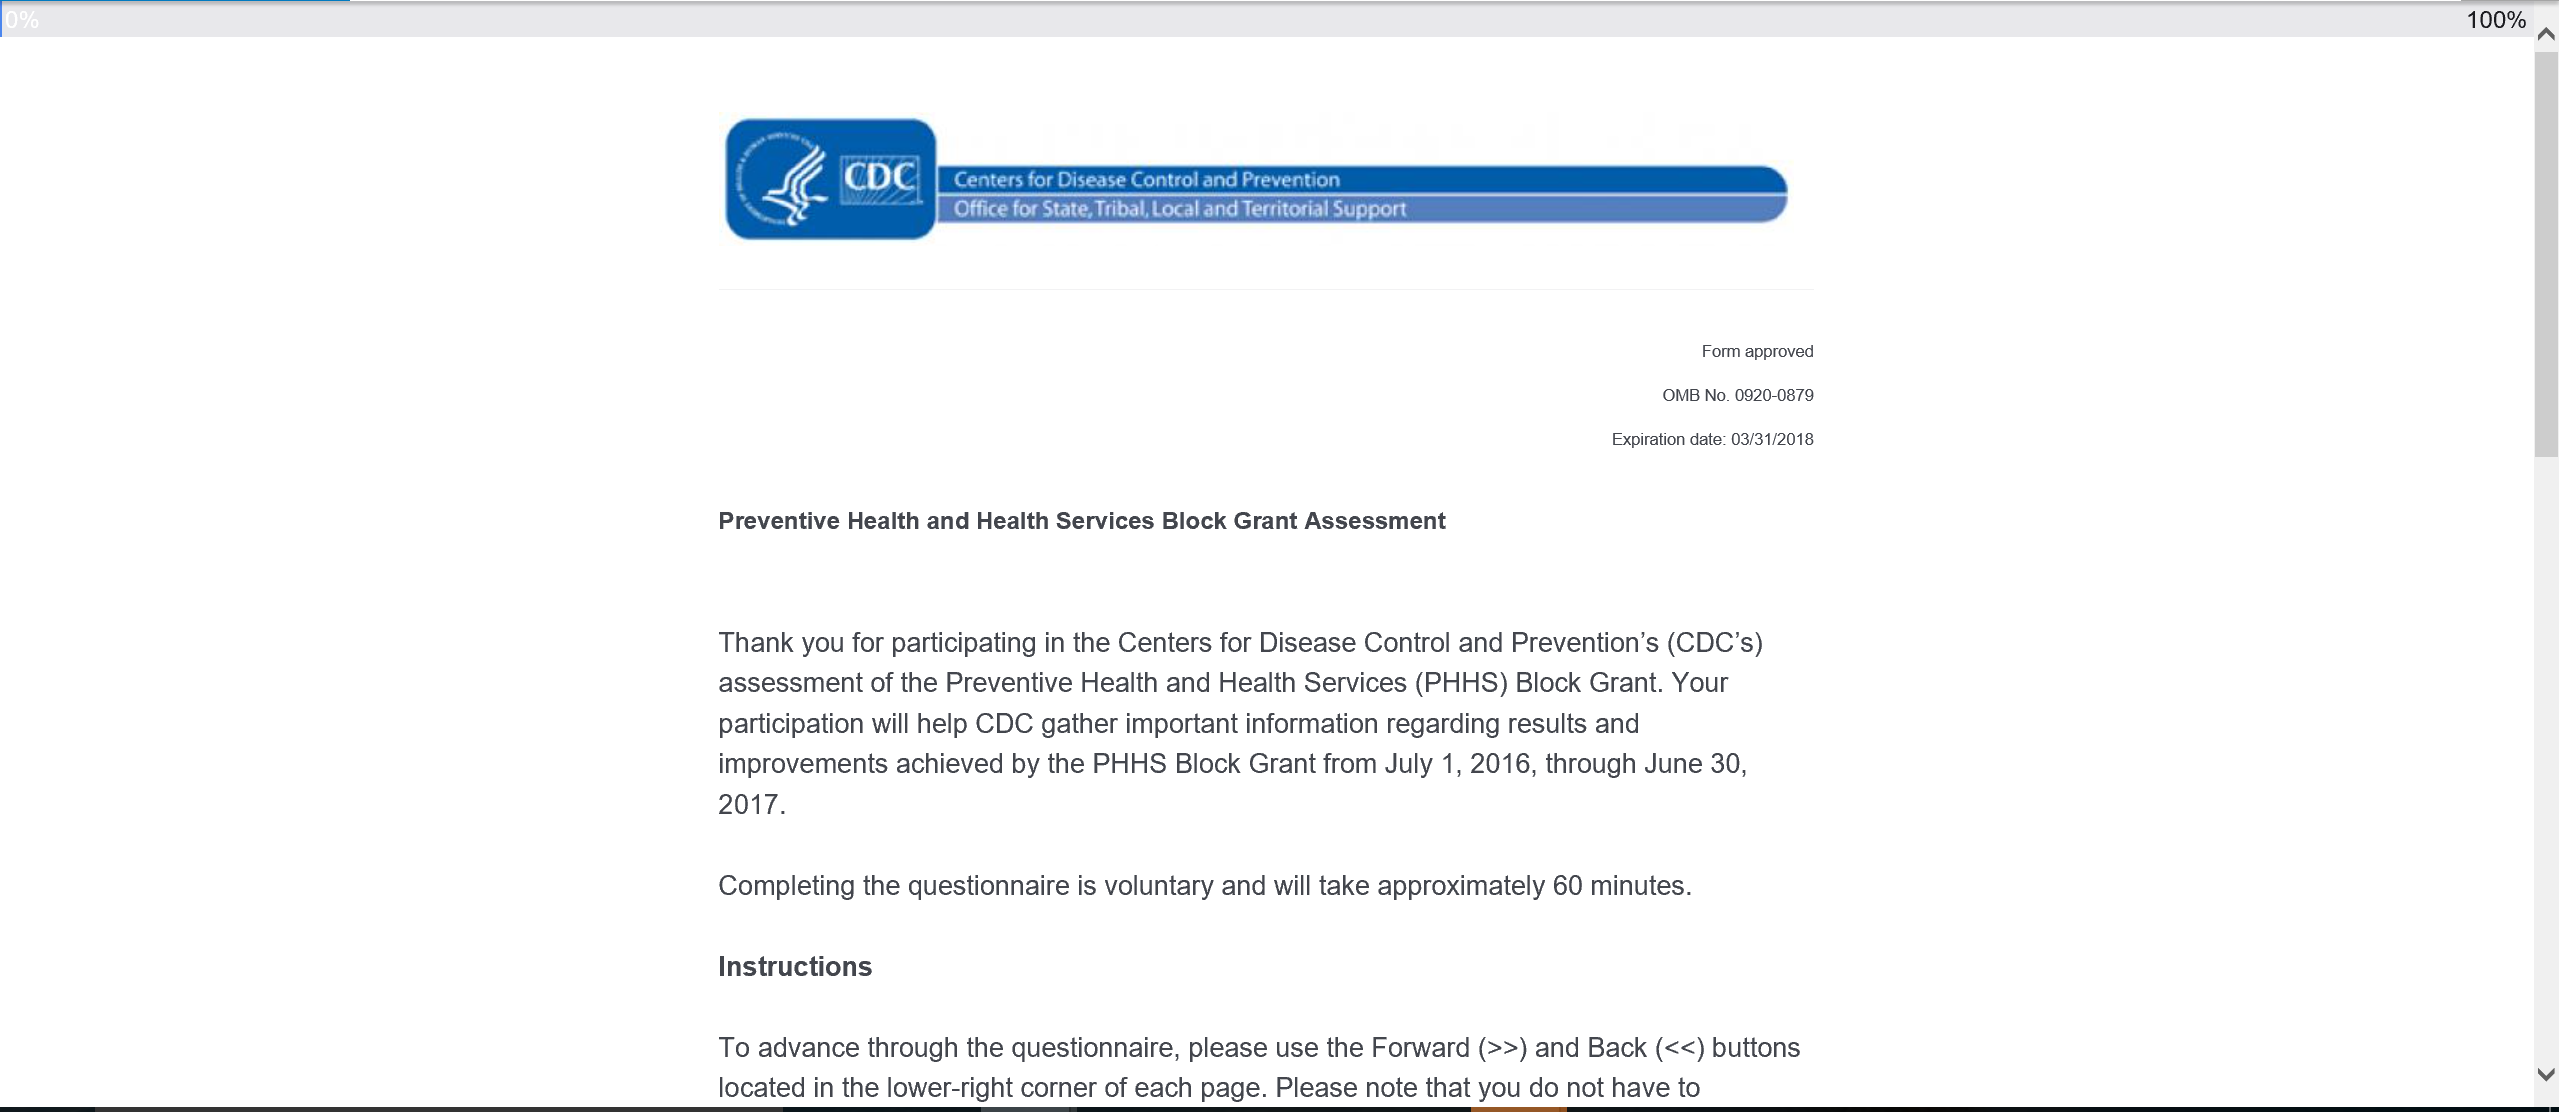 0%
100%
CDC
Centers for Disease Control and Prevention
Office for State, Tribal, Local and Territorial Support
Form approved
OMB No. 0920-0879
Expiration date: 03/31/2018
Preventive Health and Health Services Block Grant Assessment
Thank you for participating in the Centers for Disease Control and Prevention’s (CDC’s)
assessment of the Preventive Health and Health Services (PHHS) Block Grant. Your
participation will help CDC gather important information regarding results and
improvements achieved by the PHHS Block Grant from July 1, 2016, through June 30,
2017.
Completing the questionnaire is voluntary and will take approximately 60 minutes.
Instructions
To advance through the questionnaire, please use the Forward (>>) and Back (<<) buttons
located in the lower-right corner of each page. Please note that you do not have to